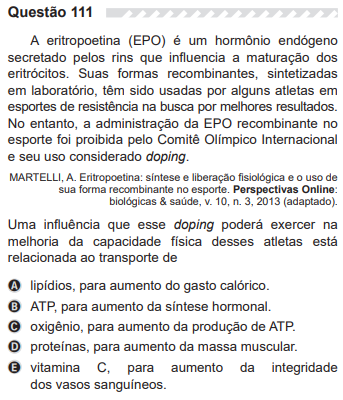 Questão 111
A eritropoetina (EPO) é um hormônio endógeno
secretado pelos rins que influencia a maturação dos
eritrócitos. Suas formas recombinantes, sintetizadas
em laboratório, têm sido usadas por alguns atletas em
esportes de resistência na busca por melhores resultados.
No entanto, a administração da EPO recombinante no
esporte foi proibida pelo Comitê Olímpico Internacional
e seu uso considerado doping.
MARTELLI, A. Eritropoetina: síntese e liberação fisiológica e o uso de
sua forma recombinante no esporte. Perspectivas Online:
biológicas & saúde, v. 10, n. 3, 2013 (adaptado).
Uma influência que esse doping poderá exercer na
melhoria da capacidade física desses atletas está
relacionada ao transporte de
A lipídios, para aumento do gasto calórico.
B ATP, para aumento da síntese hormonal.
C oxigênio, para aumento da produção de ATP.
D proteínas, para aumento da massa muscular.
E vitamina C, para aumento da integridade
dos vasos sanguíneos.